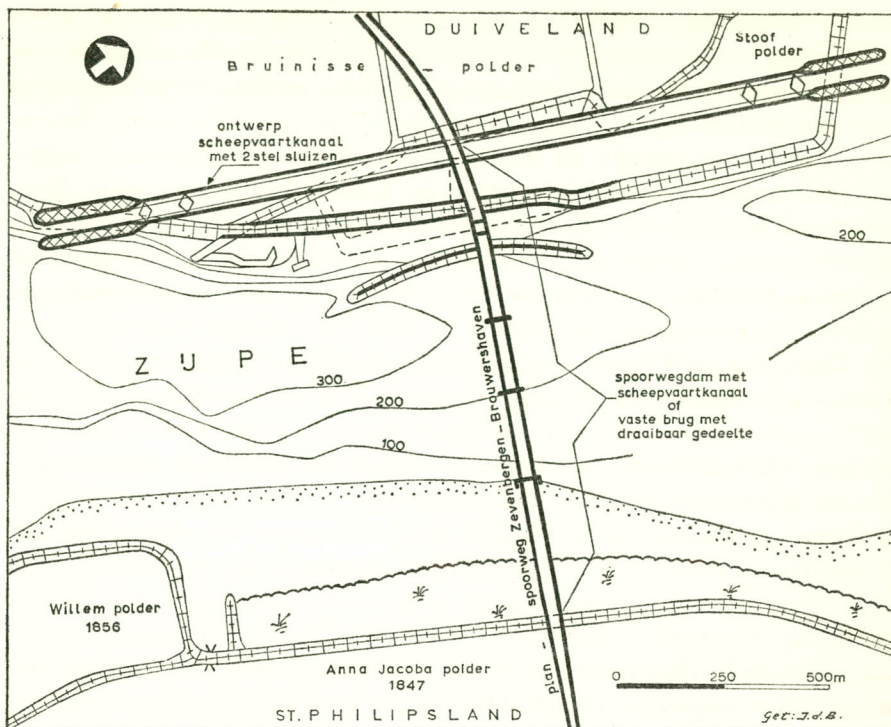 DUIVELAND
Stoof
polder
Bruinisse - polder
ontwerp
scheepvaartkanaal
met 2 stel sluizen
200
ZIJPE
300
200
100
spoorwegdam met
scheepvaartkanaal
of
vaste brug met
draaibaar gedeelte
plan - spoorweg Zevenbergen - Brouwershaven
Willem polder
1856
Anna Jacoba polder
1847
ST. PHILIPSLAND
0 250 500m
Get: J.d.B.